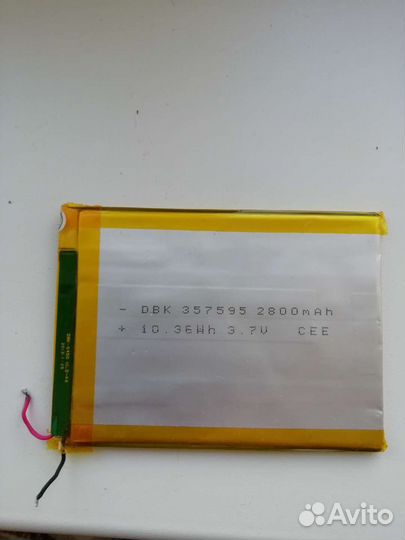 - DBK 357595 2800mAh
+ 10.36Wh 3.7V CEE
Avito